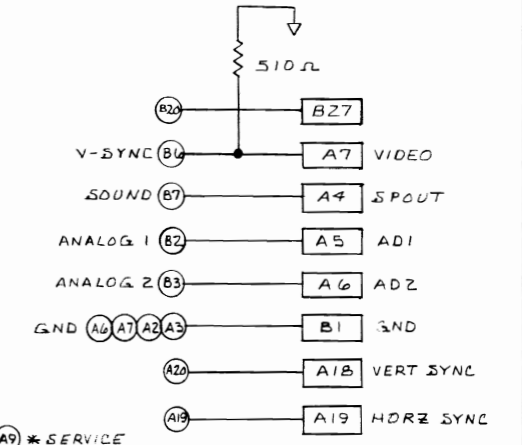 510 Ω
B20 B27
V-SYNC B6 A7 VIDEO
SOUND B7 A4 SPOUT
ANALOG 1 B2 A5 AD1
ANALOG 2 B3 A6 AD2
GND A6 A7 A2 A3 B1 GND
A20 A18 VERT SYNC
A19 A19 HORZ SYNC
A9 * SERVICE